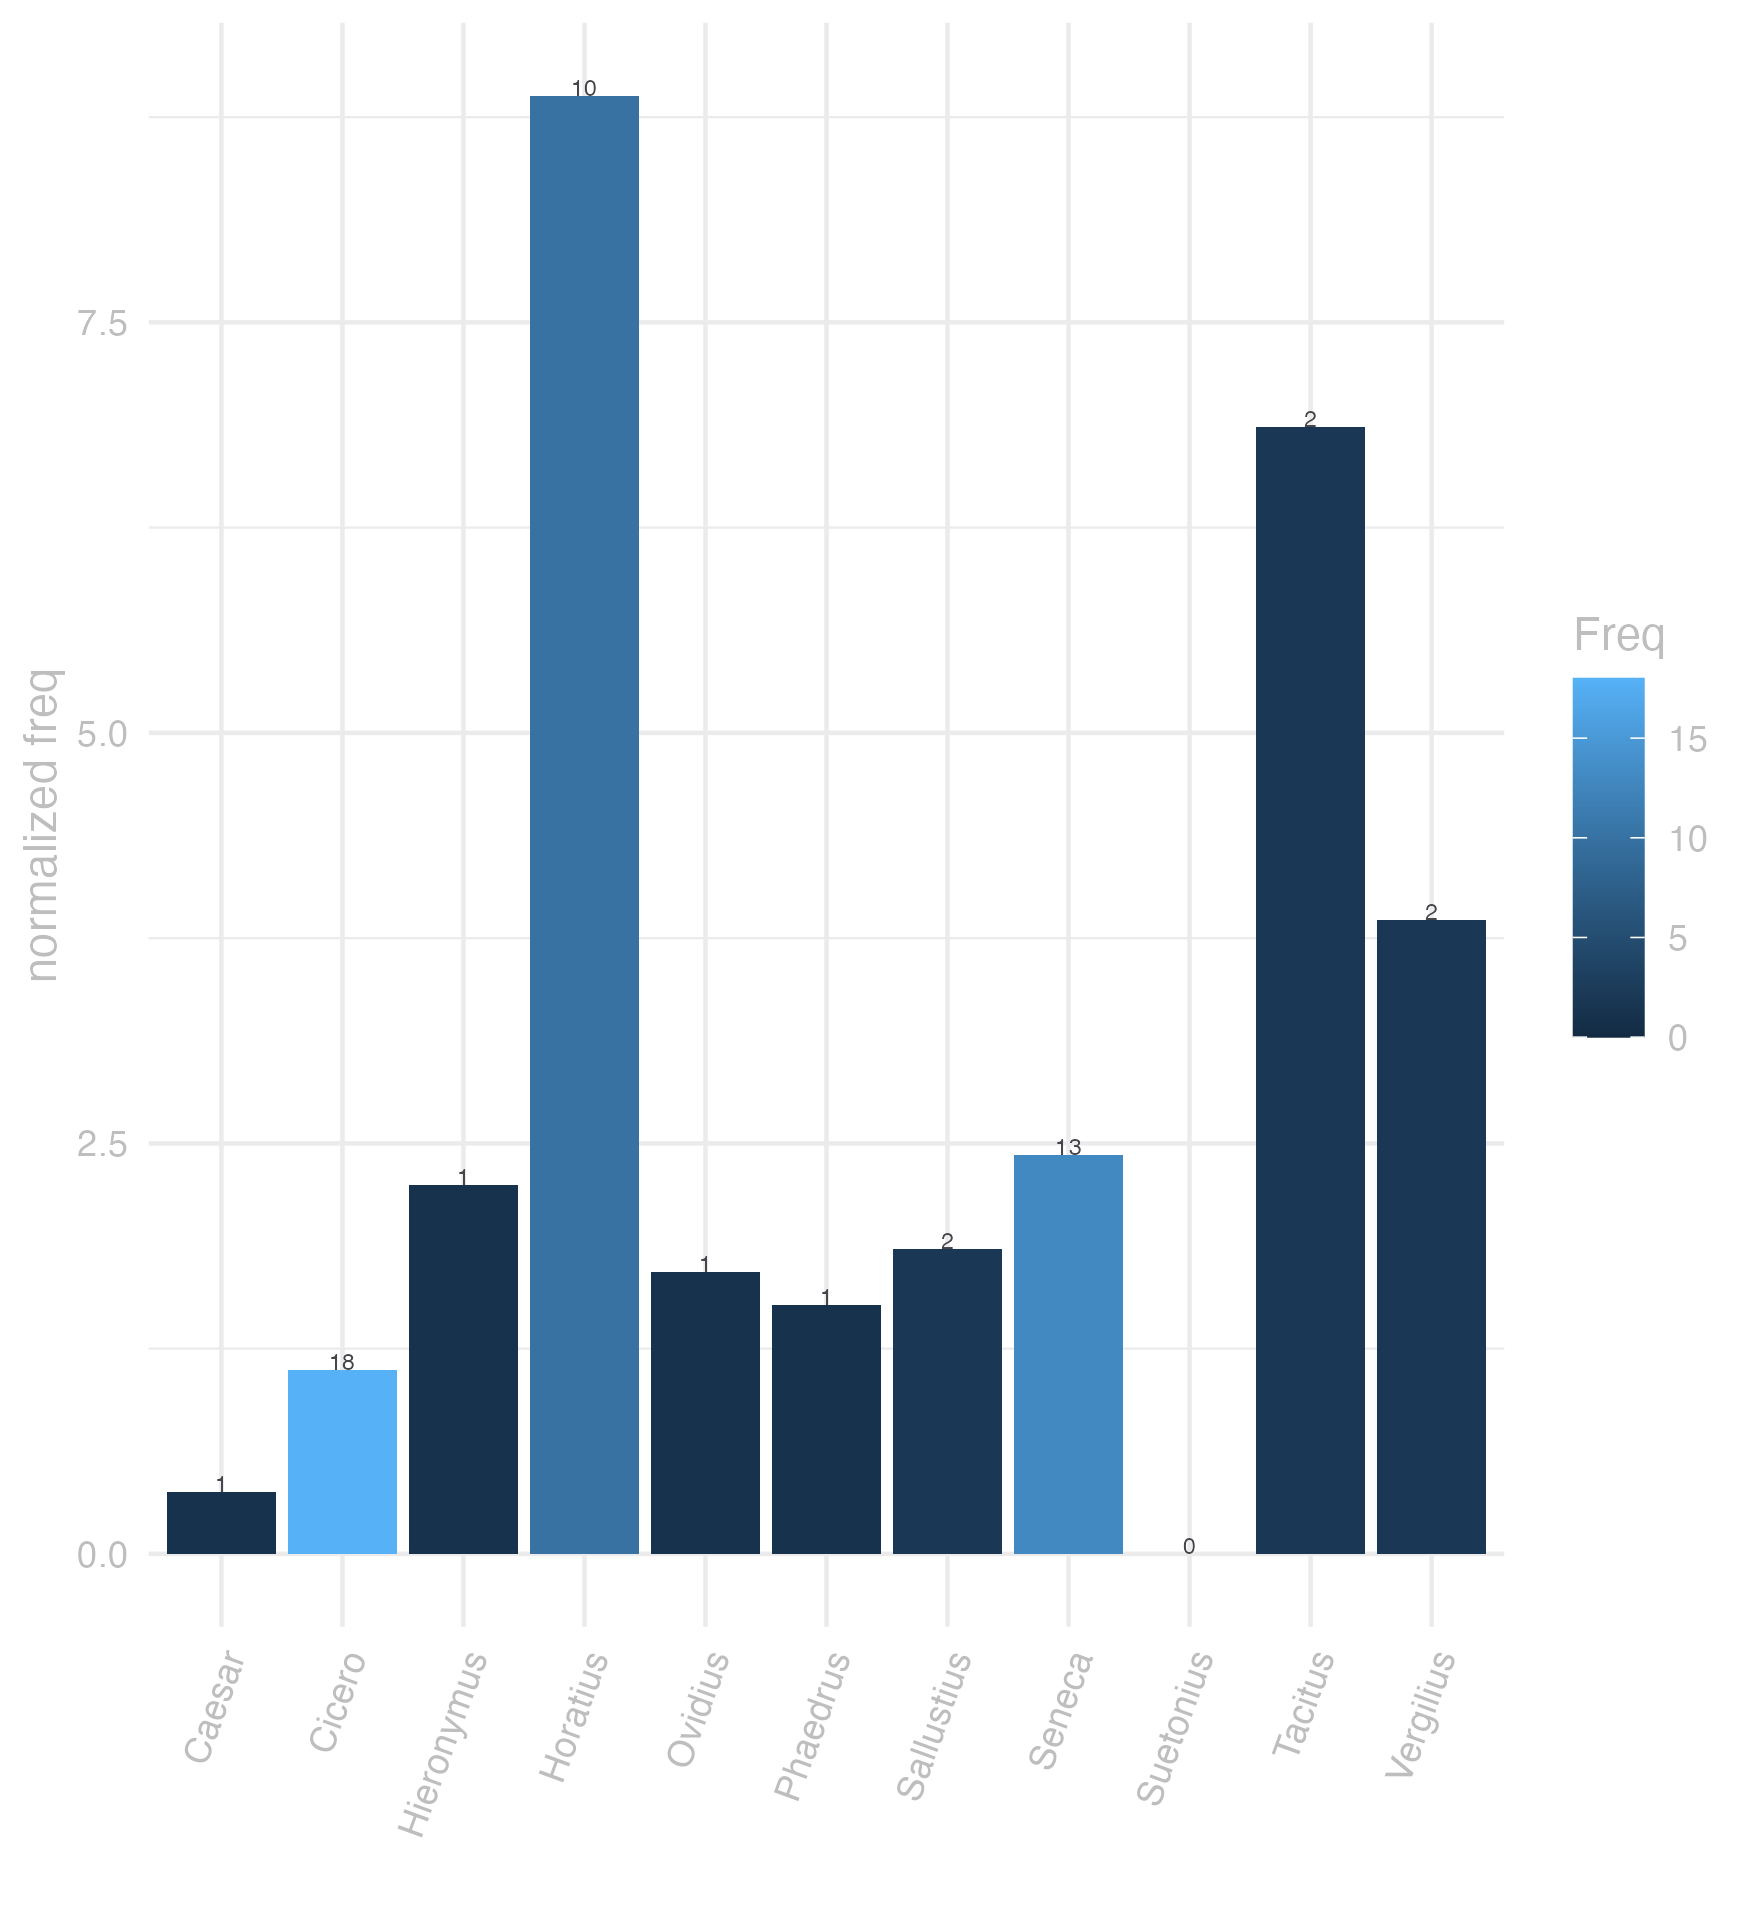 normalized freq
7.5
5.0
2.5
0.0
1
18
1
10
1
1
2
13
0
2
2
Caesar
Cicero
Hieronymus
Horatius
Ovidius
Phaedrus
Sallustius
Seneca
Suetonius
Tacitus
Vergilius
Freq
15
10
5
0